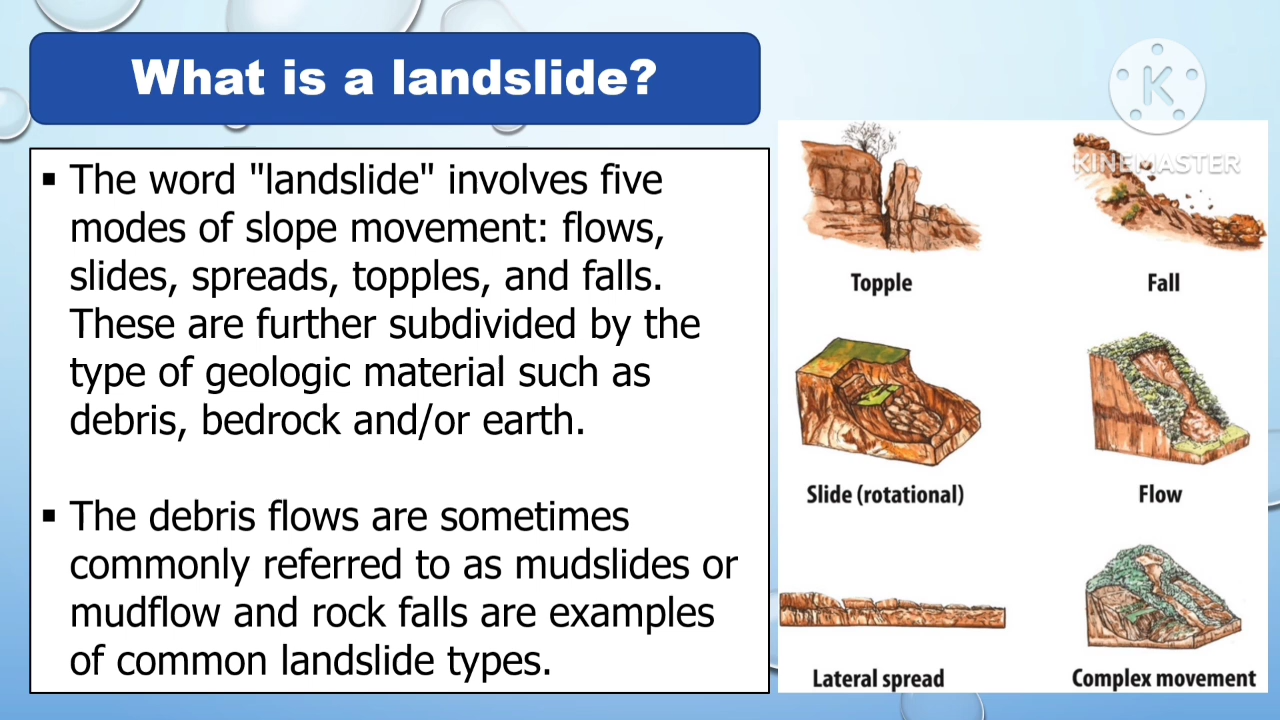 What is a landslide?
▪ The word "landslide" involves five
modes of slope movement: flows,
slides, spreads, topples, and falls.
These are further subdivided by the
type of geologic material such as
debris, bedrock and/or earth.
▪ The debris flows are sometimes
commonly referred to as mudslides or
mudflow and rock falls are examples
of common landslide types.
K
KINEMASTER
Topple
Fall
Slide (rotational)
Flow
Lateral spread
Complex movement